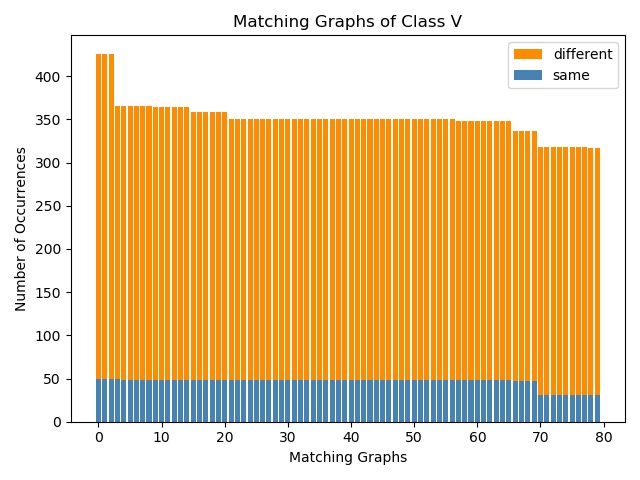 Matching Graphs of Class V
different
same
Number of Occurrences
400
350
300
250
200
150
100
50
0
0 10 20 30 40 50 60 70 80
Matching Graphs